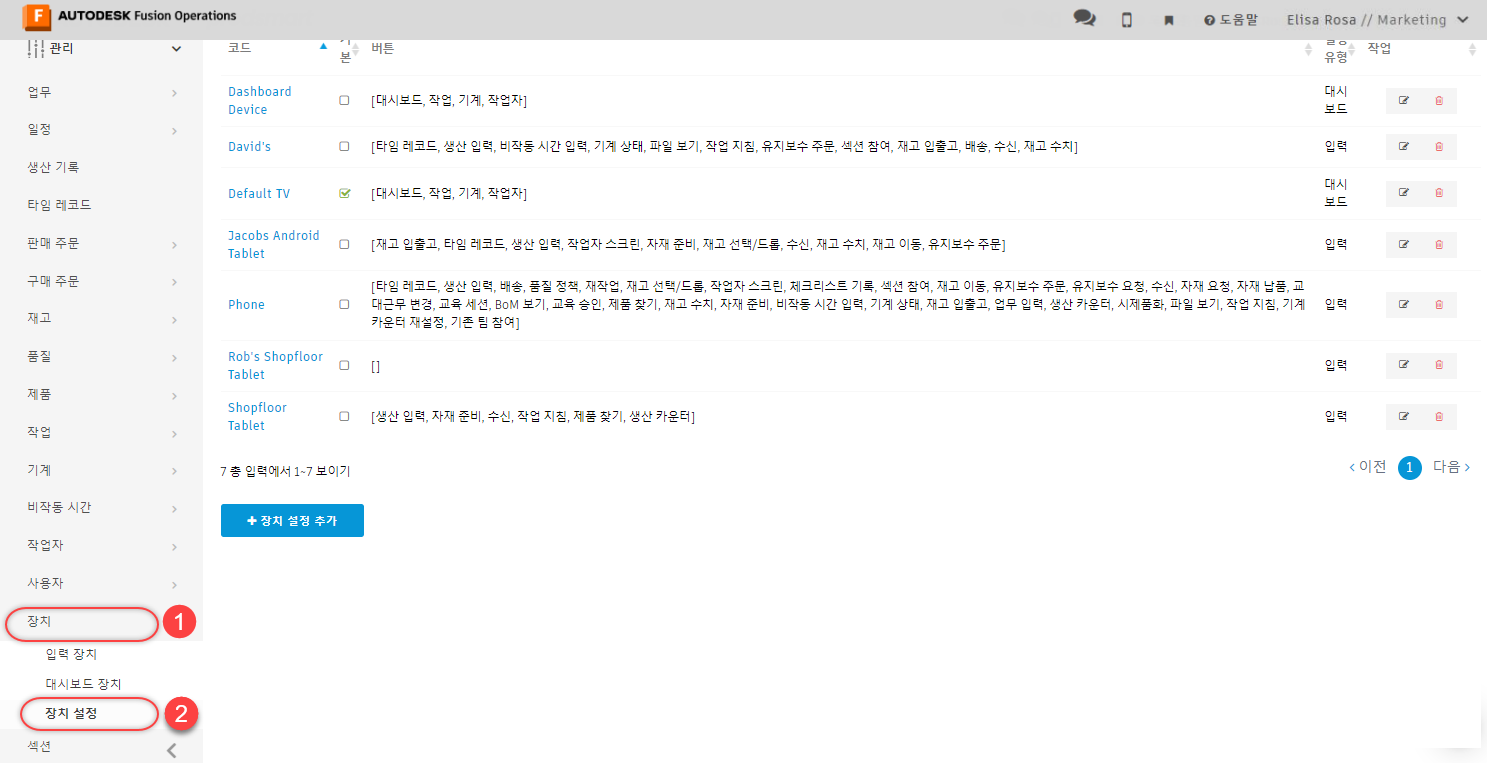 AUTODESK Fusion Operations
도움말
Elisa Rosa // Marketing
관리
업무
일정
생산 기록
타임 레코드
판매 주문
구매 주문
재고
품질
제품
작업
기계
비작동 시간
작업자
사용자
장치
1
입력 장치
대시보드 장치
장치 설정
2
섹션
코드
본
버튼
유형
작업
Dashboard
Device
[대시보드, 작업, 기계, 작업자]
대시
보드
David's
[타임 레코드, 생산 입력, 비작동 시간 입력, 기계 상태, 파일 보기, 작업 지침, 유지보수 주문, 섹션 참여, 재고 입출고, 배송, 수신, 재고 수치]
입력
Default TV
[대시보드, 작업, 기계, 작업자]
대시
보드
Jacobs Android
Tablet
[재고 입출고, 타임 레코드, 생산 입력, 작업자 스크린, 자재 준비, 재고 선택/드롭, 수신, 재고 수치, 재고 이동, 유지보수 주문]
입력
Phone
[타임 레코드, 생산 입력, 배송, 품질 정책, 재작업, 재고 선택/드롭, 작업자 스크린, 체크리스트 기록, 섹션 참여, 재고 이동, 유지보수 주문, 유지보수 요청, 수신, 자재 요청, 자재 납품, 교
대근무 변경, 교육 세션, BoM 보기, 교육 승인, 제품 찾기, 재고 수치, 자재 준비, 비작동 시간 입력, 기계 상태, 재고 입출고, 업무 입력, 생산 카운터, 시제품화, 파일 보기, 작업 지침, 기계
카운터 재설정, 기존 팀 참여]
입력
Rob's Shopfloor
Tablet
[]
입력
Shopfloor
Tablet
[생산 입력, 자재 준비, 수신, 작업 지침, 제품 찾기, 생산 카운터]
입력
7 총 입력에서 1~7 보이기
이전 1 다음
+ 장치 설정 추가